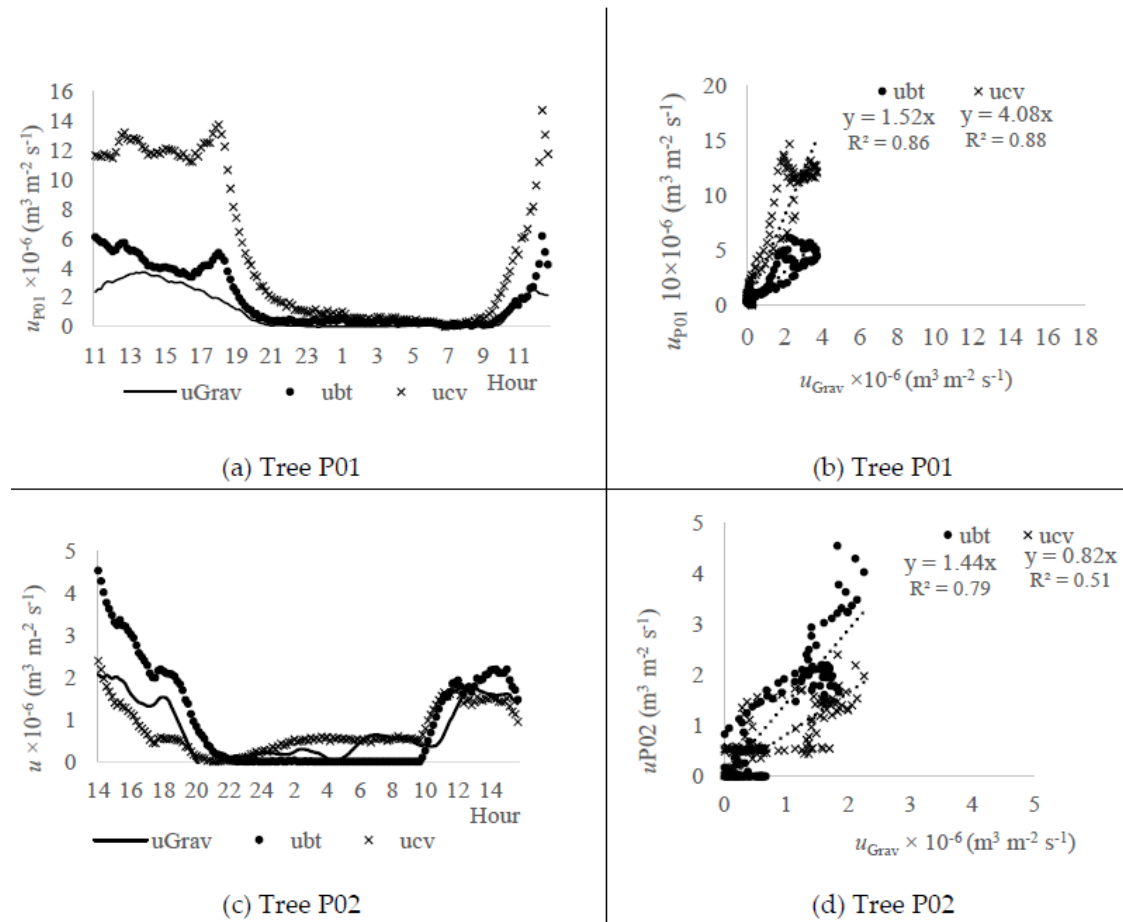 16
14
12
10
8
6
4
2
0
u_P01 ×10⁻⁶ (m³ m⁻² s⁻¹)
11 13 15 17 19 21 23 1 3 5 7 9 11
Hour
uGrav ubt ucv
(a) Tree P01
20
15
10
5
0
u_P01 10×10⁻⁶ (m³ m⁻² s⁻¹)
ubt ucv
y = 1.52x y = 4.08x
R² = 0.86 R² = 0.88
0 2 4 6 8 10 12 14 16 18
u_Grav ×10⁻⁶ (m³ m⁻² s⁻¹)
(b) Tree P01
5
4
3
2
1
0
u ×10⁻⁶ (m³ m-² s⁻¹)
14 16 18 20 22 24 2 4 6 8 10 12 14
Hour
uGrav ubt ucv
(c) Tree P02
5
4
3
2
1
0
uP02 (m³ m⁻² s⁻¹)
ubt ucv
y = 1.44x y = 0.82x
R² = 0.79 R² = 0.51
0 1 2 3 4 5
u_Grav × 10⁻⁶ (m³ m⁻² s⁻¹)
(d) Tree P02